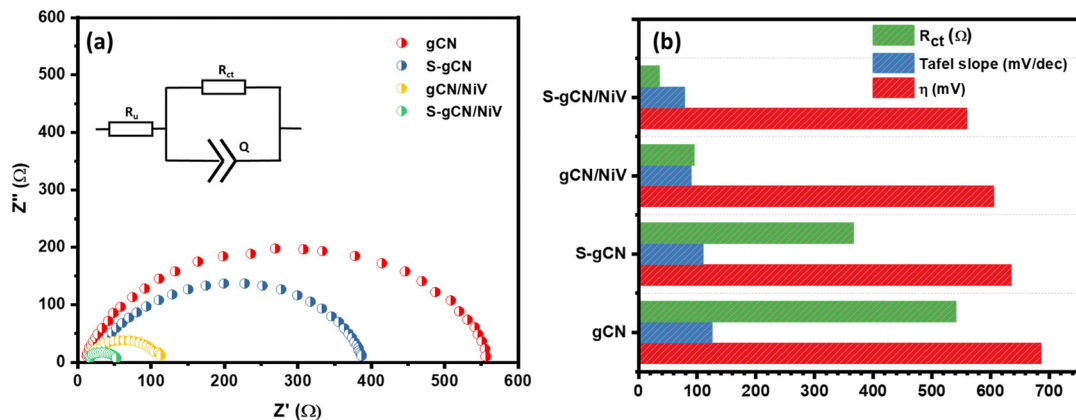 (a)
600
500
400
350
300
200
100
0
Z'' (Ω)
0 100 200 300 400 500 600
Z' (Ω)
gCN
S-gCN
gCN/NiV
S-gCN/NiV
R_u
R_ct
Q
(b)
R_ct (Ω)
Tafel slope (mV/dec)
η (mV)
S-gCN/NiV
gCN/NiV
S-gCN
gCN
0 100 200 300 400 500 600 700